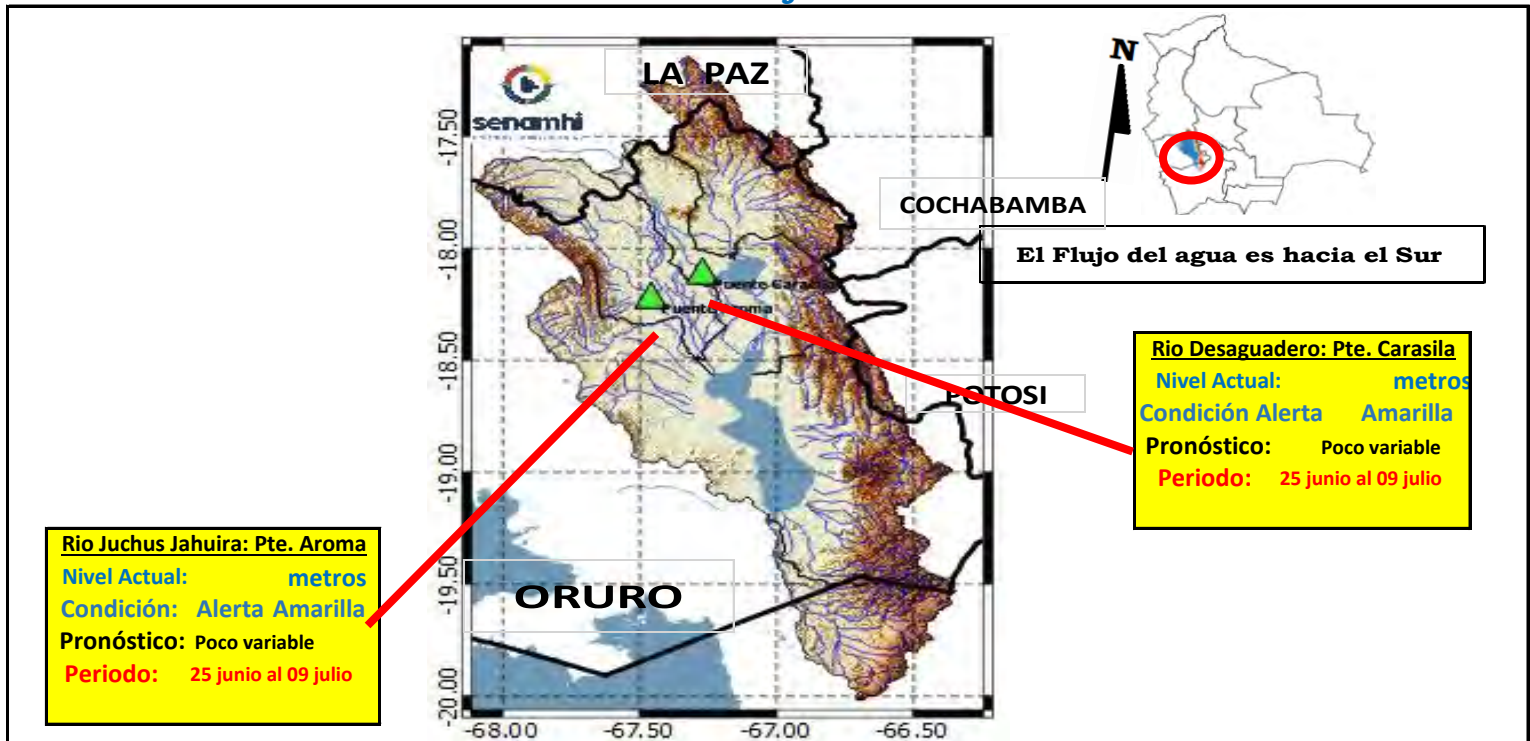 LA PAZ
senamhi
N
COCHABAMBA
El Flujo del agua es hacia el Sur
POTOSI
ORURO
Puente Aroma
-17.50
-18.00
-18.50
-19.00
-19.50
-20.00
-68.00 -67.50 -67.00 -66.50
Rio Desaguadero: Pte. Carasila
Nivel Actual: metros
Condición Alerta Amarilla
Pronóstico: Poco variable
Periodo: 25 junio al 09 julio
Rio Juchus Jahuira: Pte. Aroma
Nivel Actual: metros
Condición: Alerta Amarilla
Pronóstico: Poco variable
Periodo: 25 junio al 09 julio